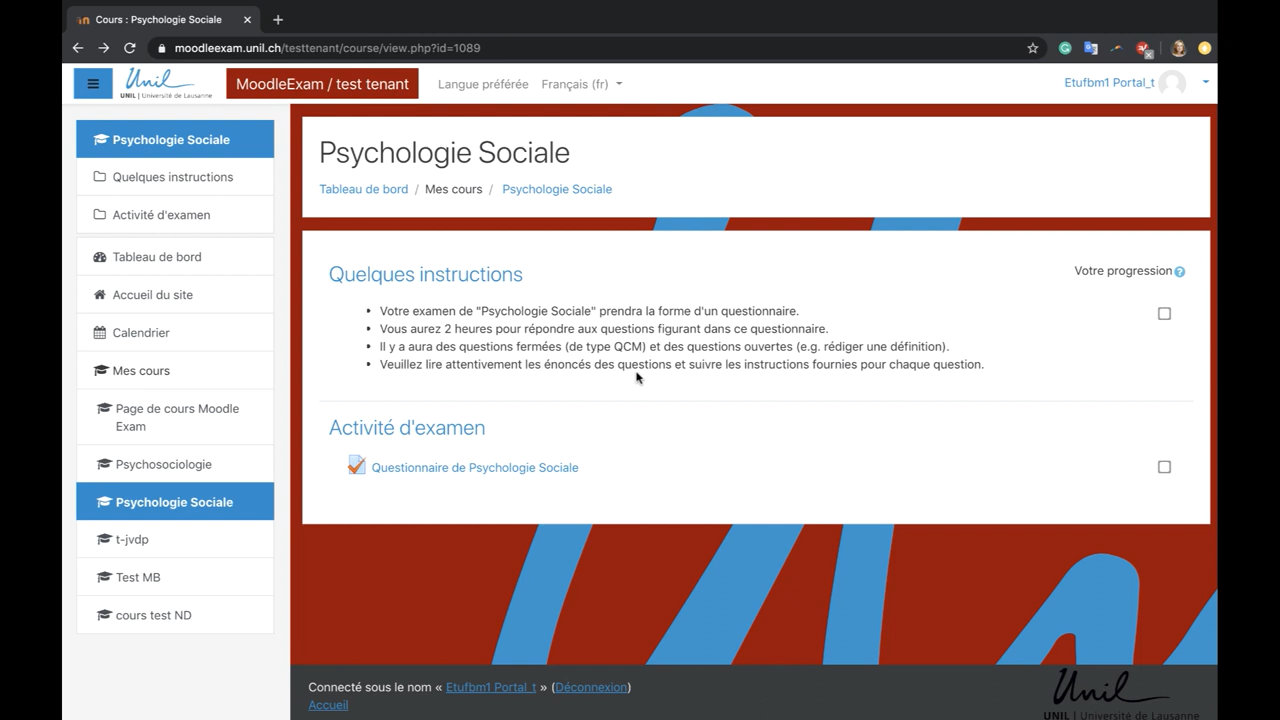 Cours : Psychologie Sociale
moodleexam.unil.ch/testtenant/course/view.php?id=1089
Unil
UNIL | Université de Lausanne
MoodleExam / test tenant
Langue préférée Français (fr)
Etufbm1 Portal_t
Psychologie Sociale
Quelques instructions
Activité d'examen
Tableau de bord
Accueil du site
Calendrier
Mes cours
Page de cours Moodle
Exam
Psychosociologie
Psychologie Sociale
t-jvdp
Test MB
cours test ND
Psychologie Sociale
Tableau de bord / Mes cours / Psychologie Sociale
Quelques instructions
Votre progression
• Votre examen de "Psychologie Sociale" prendra la forme d'un questionnaire.
• Vous aurez 2 heures pour répondre aux questions figurant dans ce questionnaire.
• Il y a aura des questions fermées (de type QCM) et des questions ouvertes (e.g. rédiger une définition).
• Veuillez lire attentivement les énoncés des questions et suivre les instructions fournies pour chaque question.
Activité d'examen
Questionnaire de Psychologie Sociale
Connecté sous le nom « Etufbm1 Portal_t » (Déconnexion)
Accueil
Unil
UNIL | Université de Lausanne